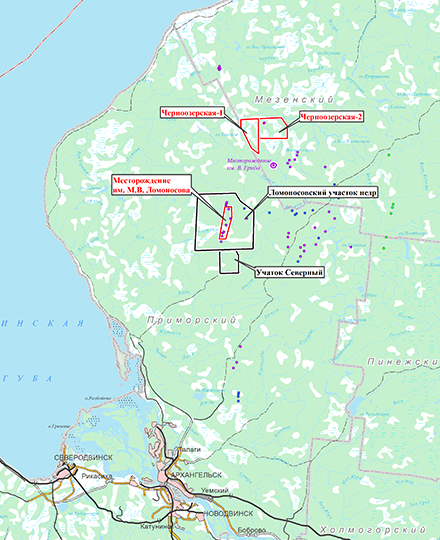 Мезенский
Черноозерская-1
Черноозерская-2
Месторождение
им. В. Гриба
Месторождение
им. М.В. Ломоносова
Ломоносовский участок недр
Учаток Северный
Приморский
ИНСКАЯ
ГУБА
Пинежский
СЕВЕРОДВИНСК
Рикасиха
Талаги
АРХАНГЕЛЬСК
Уемский
НОВОДВИНСК
Катунино
Боброво
Холмогорский